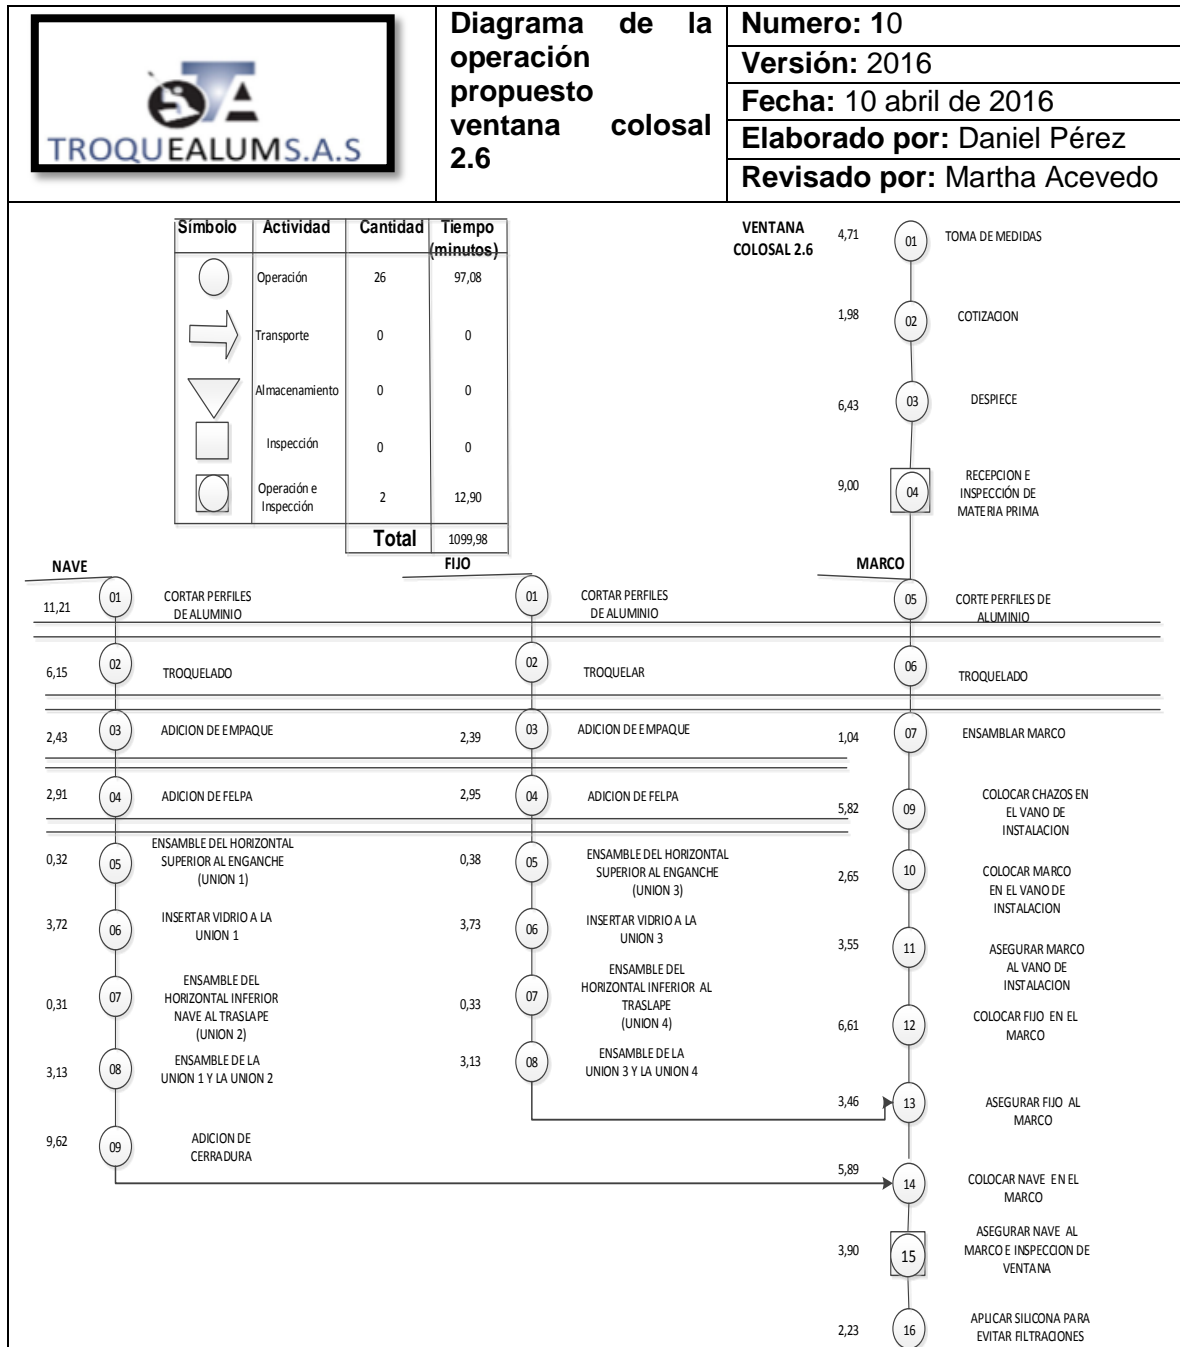 TROQUEALUMS.A.S
Diagrama de la
operación
propuesto
ventana colosal
2.6
Numero: 10
Versión: 2016
Fecha: 10 abril de 2016
Elaborado por: Daniel Pérez
Revisado por: Martha Acevedo
Símbolo Actividad Cantidad Tiempo
(minutos)
Operación 26 97,08
Transporte 0 0
Almacenamiento 0 0
Inspección 0 0
Operación e
Inspección 2 12,90
Total 1099,98
VENTANA
COLOSAL 2.6
4,71 01 TOMA DE MEDIDAS
1,98 02 COTIZACION
6,43 03 DESPIECE
9,00 04 RECEPCION E
INSPECCIÓN DE
MATERIA PRIMA
NAVE
11,21 01 CORTAR PERFILES
DE ALUMINIO
6,15 02 TROQUELADO
2,43 03 ADICION DE EMPAQUE
2,91 04 ADICION DE FELPA
0,32 05 ENSAMBLE DEL HORIZONTAL
SUPERIOR AL ENGANCHE
(UNION 1)
3,72 06 INSERTAR VIDRIO A LA
UNION 1
0,31 07 ENSAMBLE DEL
HORIZONTAL INFERIOR
NAVE AL TRASLAPE
(UNION 2)
3,13 08 ENSAMBLE DE LA
UNION 1 Y LA UNION 2
9,62 09 ADICION DE
CERRADURA
FIJO
01 CORTAR PERFILES
DE ALUMINIO
02 TROQUELAR
2,39 03 ADICION DE EMPAQUE
2,95 04 ADICION DE FELPA
0,38 05 ENSAMBLE DEL HORIZONTAL
SUPERIOR AL ENGANCHE
(UNION 3)
3,73 06 INSERTAR VIDRIO A LA
UNION 3
0,33 07 ENSAMBLE DEL
HORIZONTAL INFERIOR AL
TRASLAPE
(UNION 4)
3,13 08 ENSAMBLE DE LA
UNION 3 Y LA UNION 4
MARCO
05 CORTE PERFILES DE
ALUMINIO
06 TROQUELADO
1,04 07 ENSAMBLAR MARCO
5,82 09 COLOCAR CHAZOS EN
EL VANO DE
INSTALACION
2,65 10 COLOCAR MARCO
EN EL VANO DE
INSTALACION
3,55 11 ASEGURAR MARCO
AL VANO DE
INSTALACION
6,61 12 COLOCAR FIJO EN EL
MARCO
3,46 13 ASEGURAR FIJO AL
MARCO
5,89 14 COLOCAR NAVE EN EL
MARCO
3,90 15 ASEGURAR NAVE AL
MARCO E INSPECCION DE
VENTANA
2,23 16 APLICAR SILICONA PARA
EVITAR FILTRACIONES